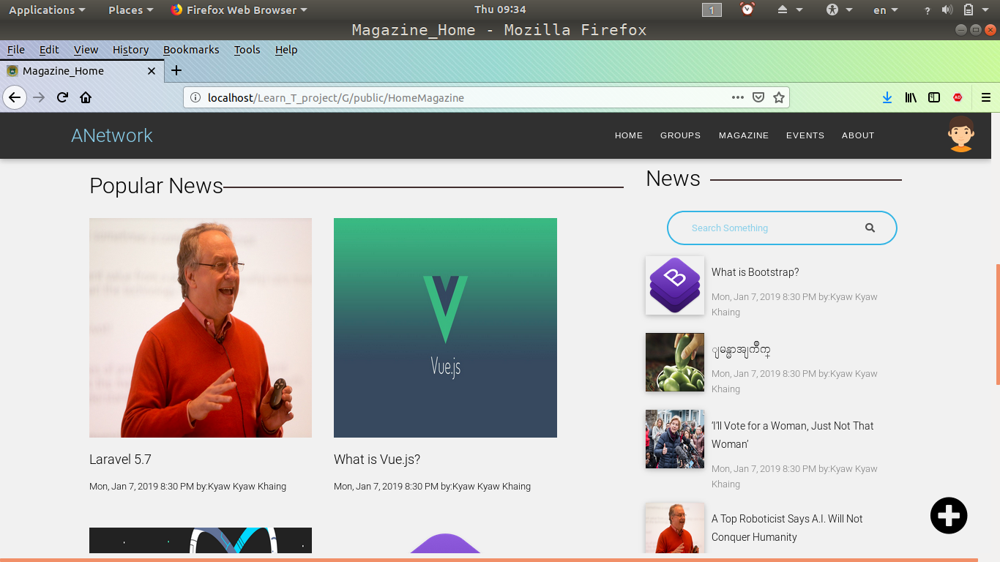 Applications Places Firefox Web Browser Thu 09:34 1 en ?
Magazine_Home - Mozilla Firefox
File Edit View History Bookmarks Tools Help
Magazine_Home
localhost/Learn_T_project/G/public/HomeMagazine
ANetwork HOME GROUPS MAGAZINE EVENTS ABOUT
Popular News
Laravel 5.7
Mon, Jan 7, 2019 8:30 PM by:Kyaw Kyaw Khaing
Vue.js
What is Vue.js?
Mon, Jan 7, 2019 8:30 PM by:Kyaw Kyaw Khaing
News
Search Something
B
What is Bootstrap?
Mon, Jan 7, 2019 8:30 PM by:Kyaw Kyaw
Khaing
Mon, Jan 7, 2019 8:30 PM by:Kyaw Kyaw
Khaing
‘I’ll Vote for a Woman, Just Not That
Woman’
Mon, Jan 7, 2019 8:30 PM by:Kyaw Kyaw
Khaing
A Top Roboticist Says A.I. Will Not
Conquer Humanity